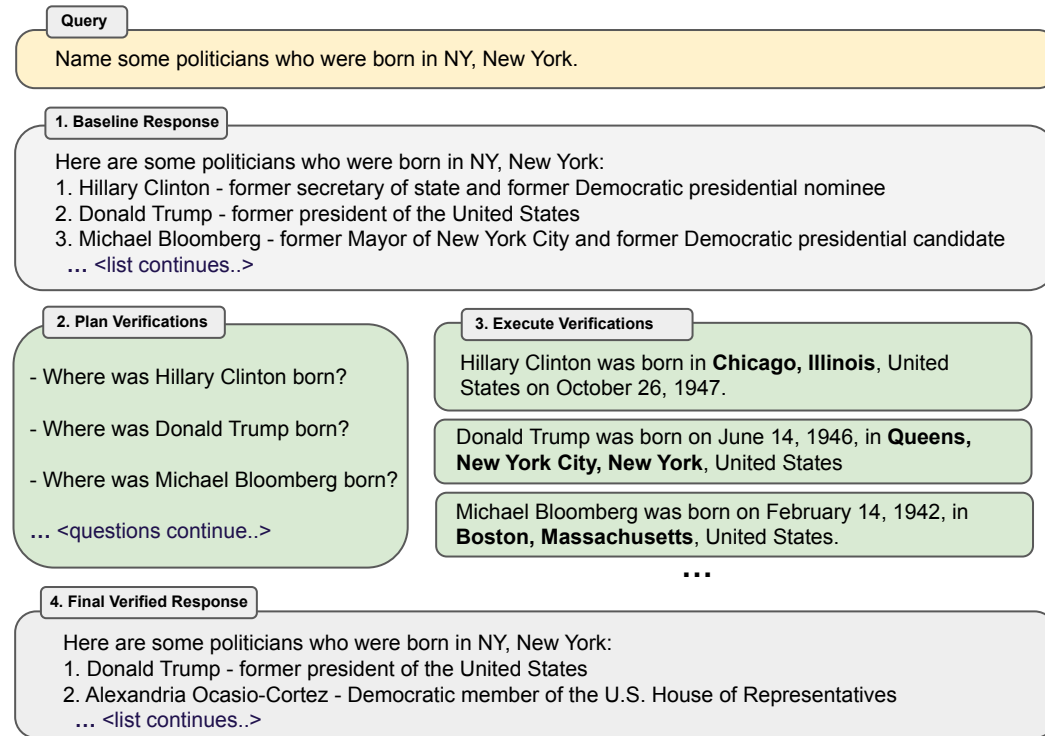 Query
Name some politicians who were born in NY, New York.
1. Baseline Response
Here are some politicians who were born in NY, New York:
1. Hillary Clinton - former secretary of state and former Democratic presidential nominee
2. Donald Trump - former president of the United States
3. Michael Bloomberg - former Mayor of New York City and former Democratic presidential candidate
... <list continues..>
2. Plan Verifications
- Where was Hillary Clinton born?
- Where was Donald Trump born?
- Where was Michael Bloomberg born?
... <questions continue..>
3. Execute Verifications
Hillary Clinton was born in Chicago, Illinois, United
States on October 26, 1947.
Donald Trump was born on June 14, 1946, in Queens,
New York City, New York, United States
Michael Bloomberg was born on February 14, 1942, in
Boston, Massachusetts, United States.
...
4. Final Verified Response
Here are some politicians who were born in NY, New York:
1. Donald Trump - former president of the United States
2. Alexandria Ocasio-Cortez - Democratic member of the U.S. House of Representatives
... <list continues..>